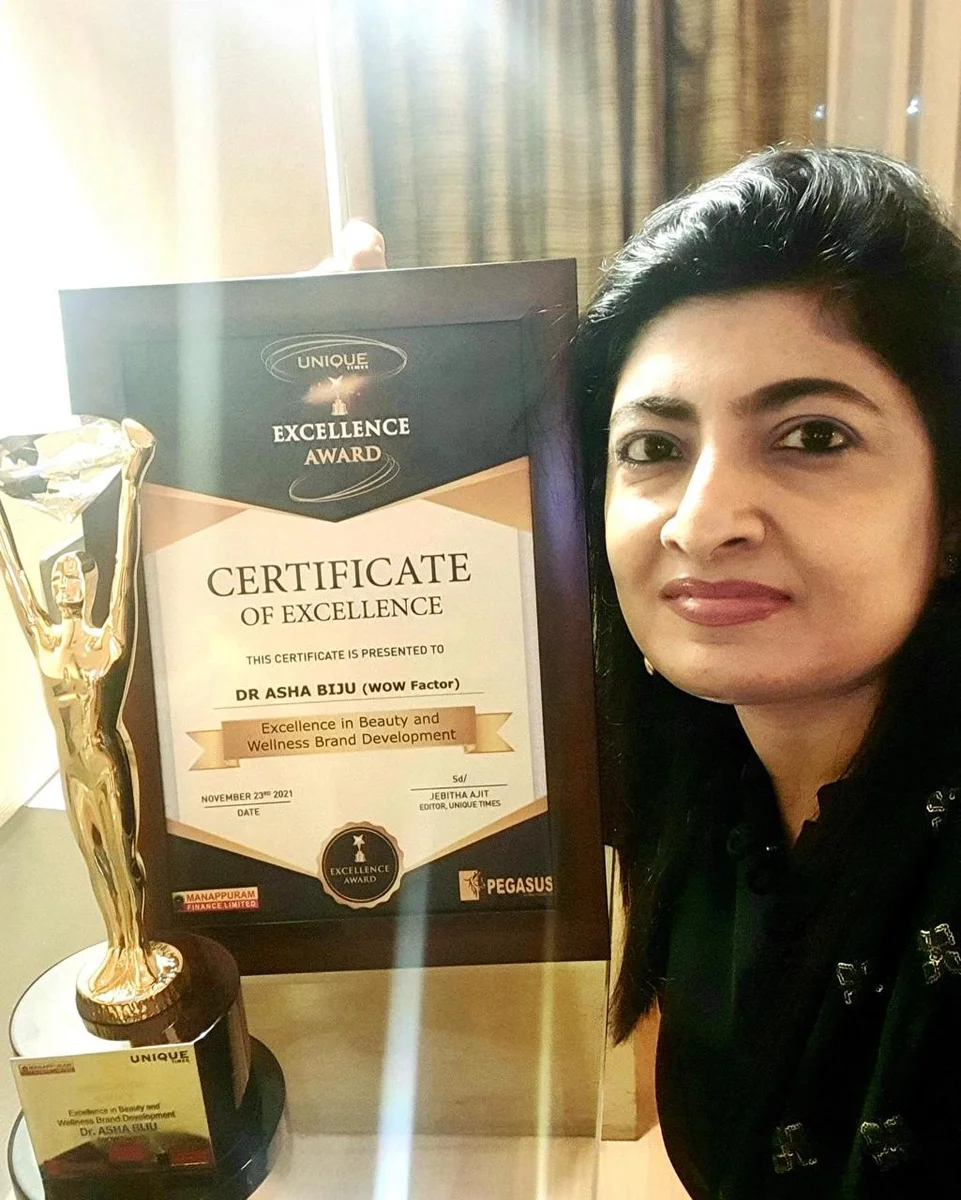 UNIQUE
TIMES
EXCELLENCE
AWARD
CERTIFICATE
OF EXCELLENCE
THIS CERTIFICATE IS PRESENTED TO
DR ASHA BIJU (WOW Factor)
Excellence in Beauty and
Wellness Brand Development
NOVEMBER 23RD 2021
DATE
Sd/
JEBITHA AJIT
EDITOR, UNIQUE TIMES
EXCELLENCE
AWARD
MANAPPURAM
FINANCE LIMITED
PEGASUS
MANAPPURAM
UNIQUE
TIMES
Excellence in Beauty and
Wellness Brand Development
Dr. ASHA BIJU